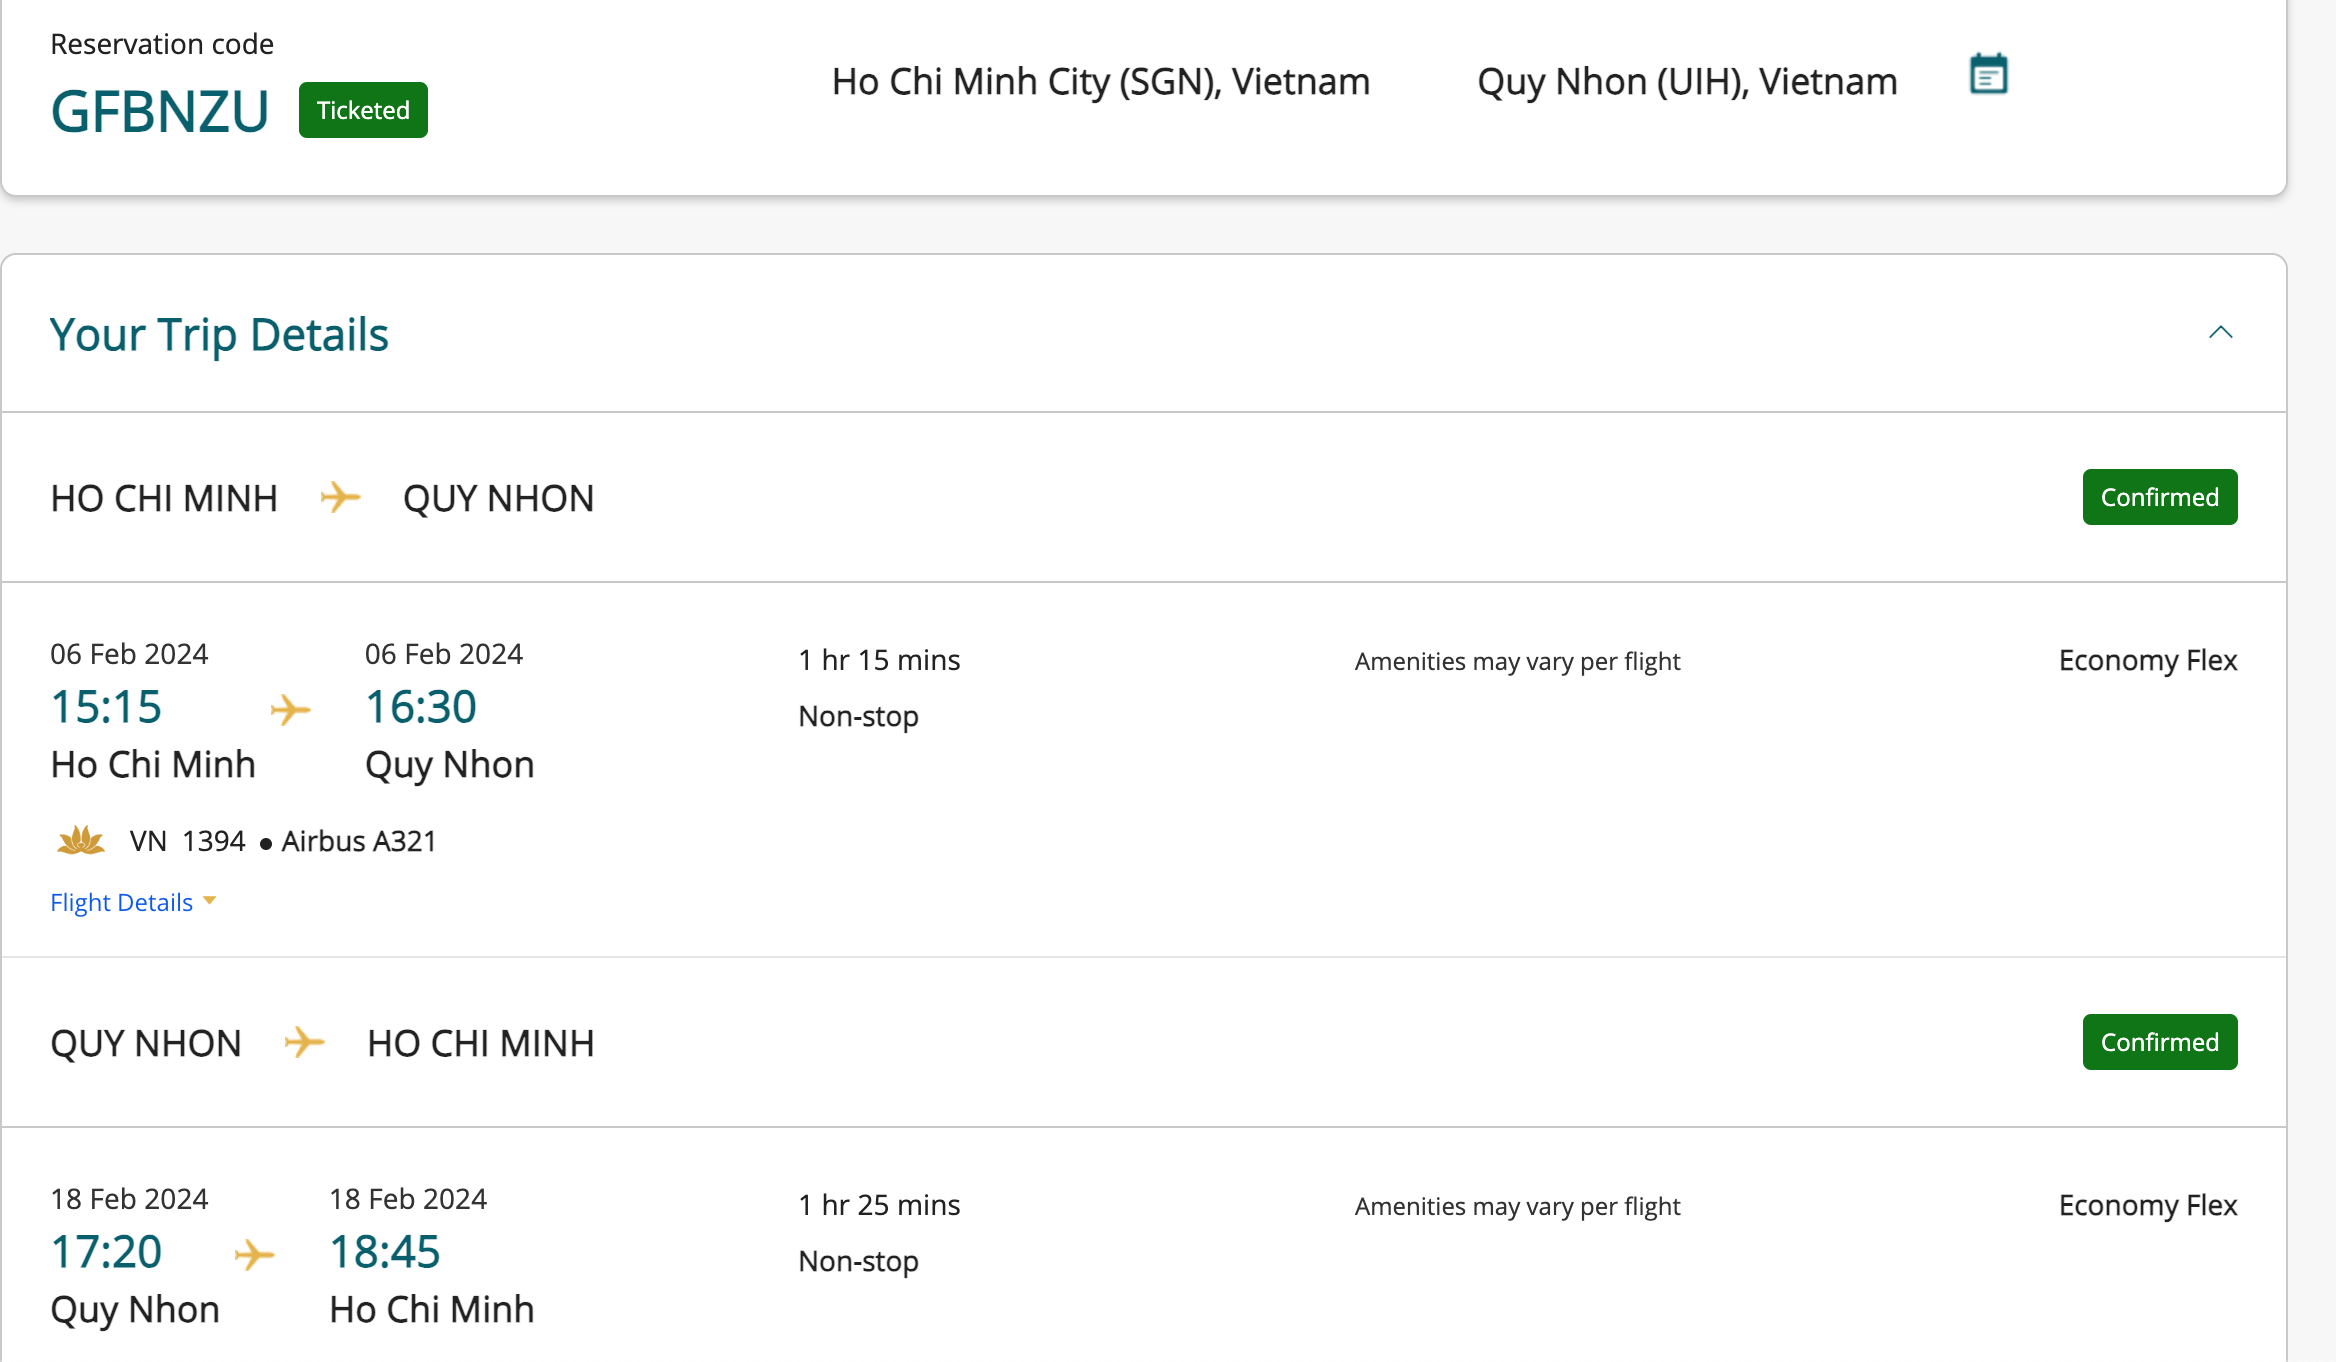 Reservation code
GFBNZU Ticketed
Ho Chi Minh City (SGN), Vietnam Quy Nhon (UIH), Vietnam
Your Trip Details
HO CHI MINH QUY NHON Confirmed
06 Feb 2024 06 Feb 2024 1 hr 15 mins Amenities may vary per flight Economy Flex
15:15 16:30 Non-stop
Ho Chi Minh Quy Nhon
VN 1394 ● Airbus A321
Flight Details
QUY NHON HO CHI MINH Confirmed
18 Feb 2024 18 Feb 2024 1 hr 25 mins Amenities may vary per flight Economy Flex
17:20 18:45 Non-stop
Quy Nhon Ho Chi Minh